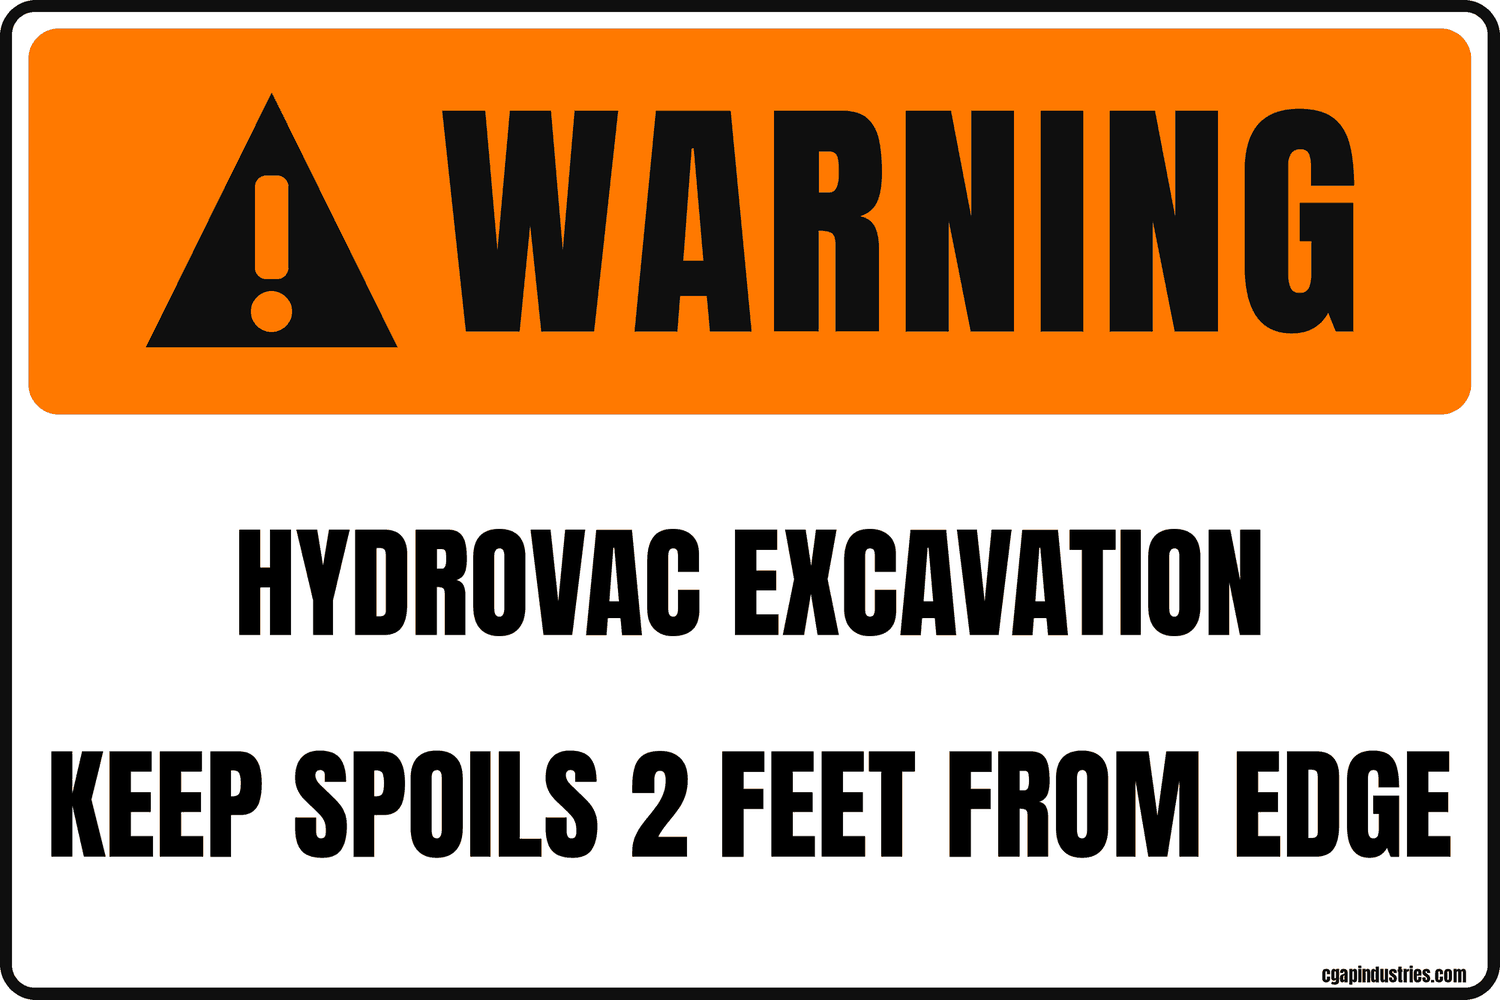 WARNING
HYDROVAC EXCAVATION
KEEP SPOILS 2 FEET FROM EDGE
cgapindustries.com